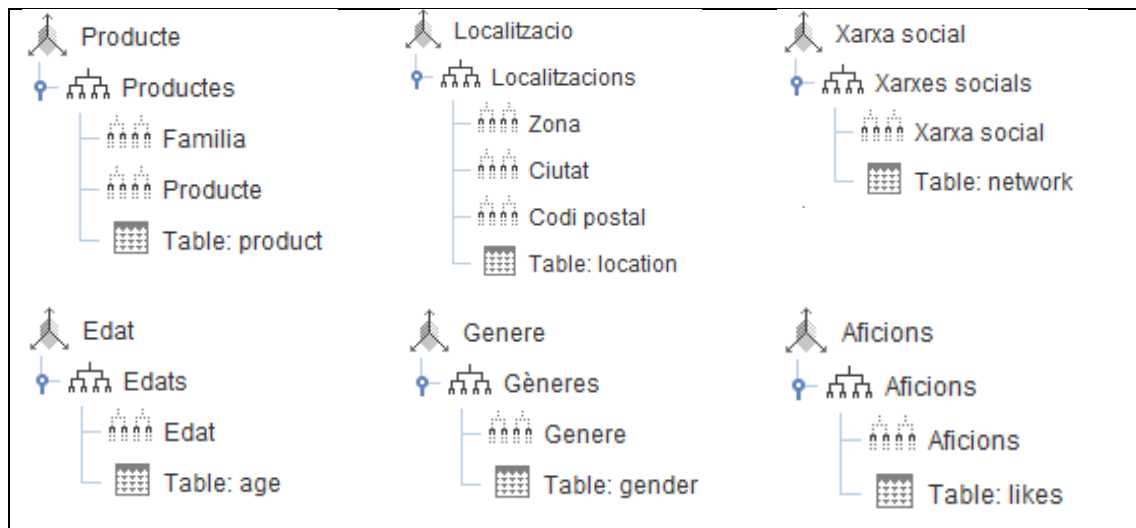 Producte
Productes
Familia
Producte
Table: product
Localitzacio
Localitzacions
Zona
Ciutat
Codi postal
Table: location
Xarxa social
Xarxes socials
Xarxa social
Table: network
Edat
Edats
Edat
Table: age
Genere
Gèneres
Genere
Table: gender
Aficions
Aficions
Aficions
Table: likes